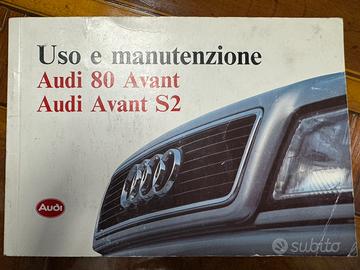 Uso e manutenzione
Audi 80 Avant
Audi Avant S2
Audi
subito